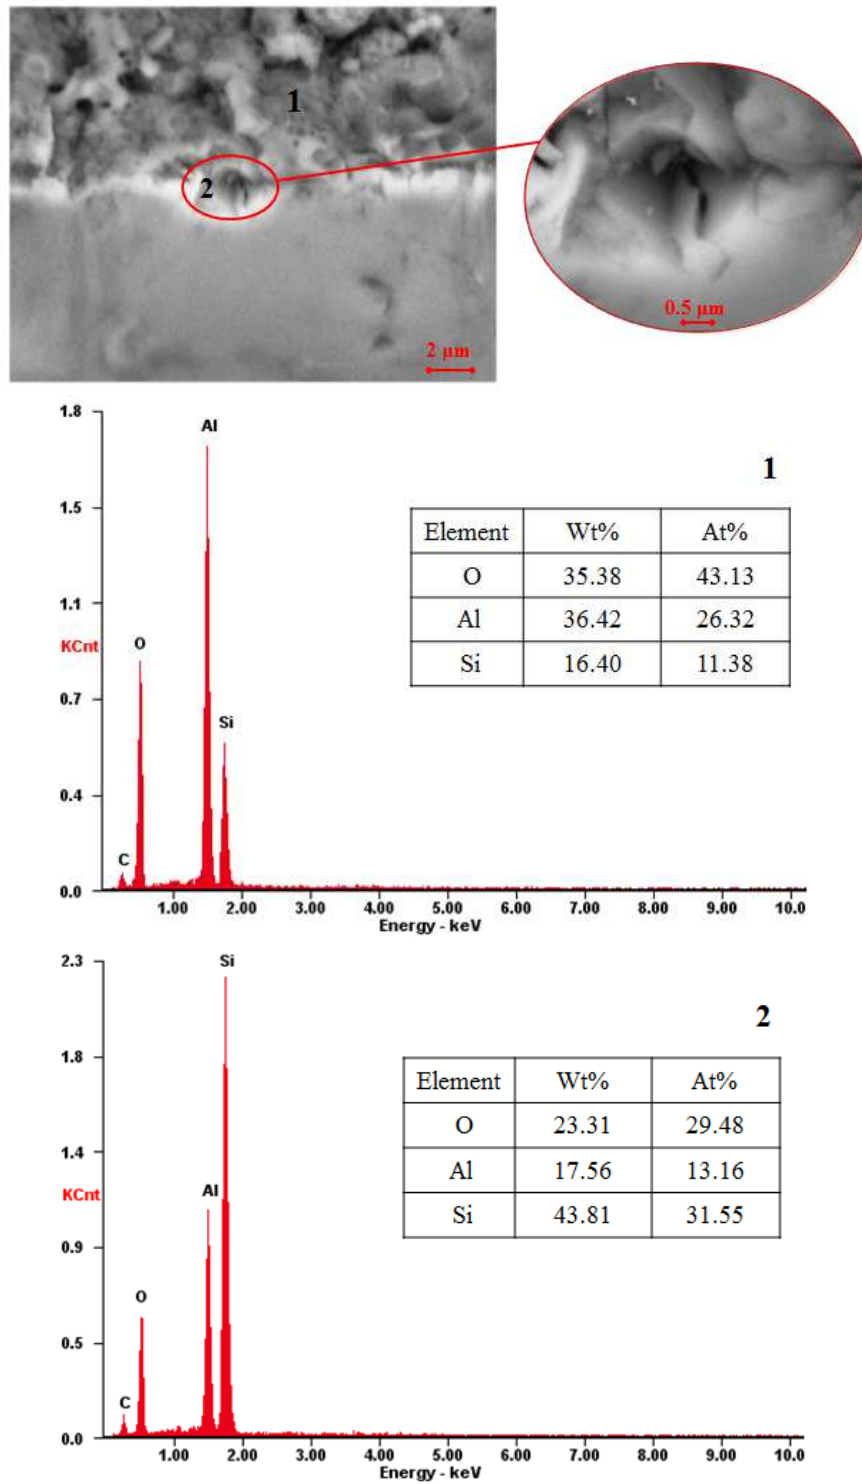 1
2
2 µm
0.5 µm
1.8
1.5
1.1
KCnt
0.7
0.4
0.0
C
O
Al
Si
1.00 2.00 3.00 4.00 5.00 6.00 7.00 8.00 9.00 10.0
Energy - keV
1
Element Wt% At%
O 35.38 43.13
Al 36.42 26.32
Si 16.40 11.38
2.3
1.8
1.4
KCnt
0.9
0.5
0.0
C
O
Al
Si
1.00 2.00 3.00 4.00 5.00 6.00 7.00 8.00 9.00 10.0
Energy - keV
2
Element Wt% At%
O 23.31 29.48
Al 17.56 13.16
Si 43.81 31.55